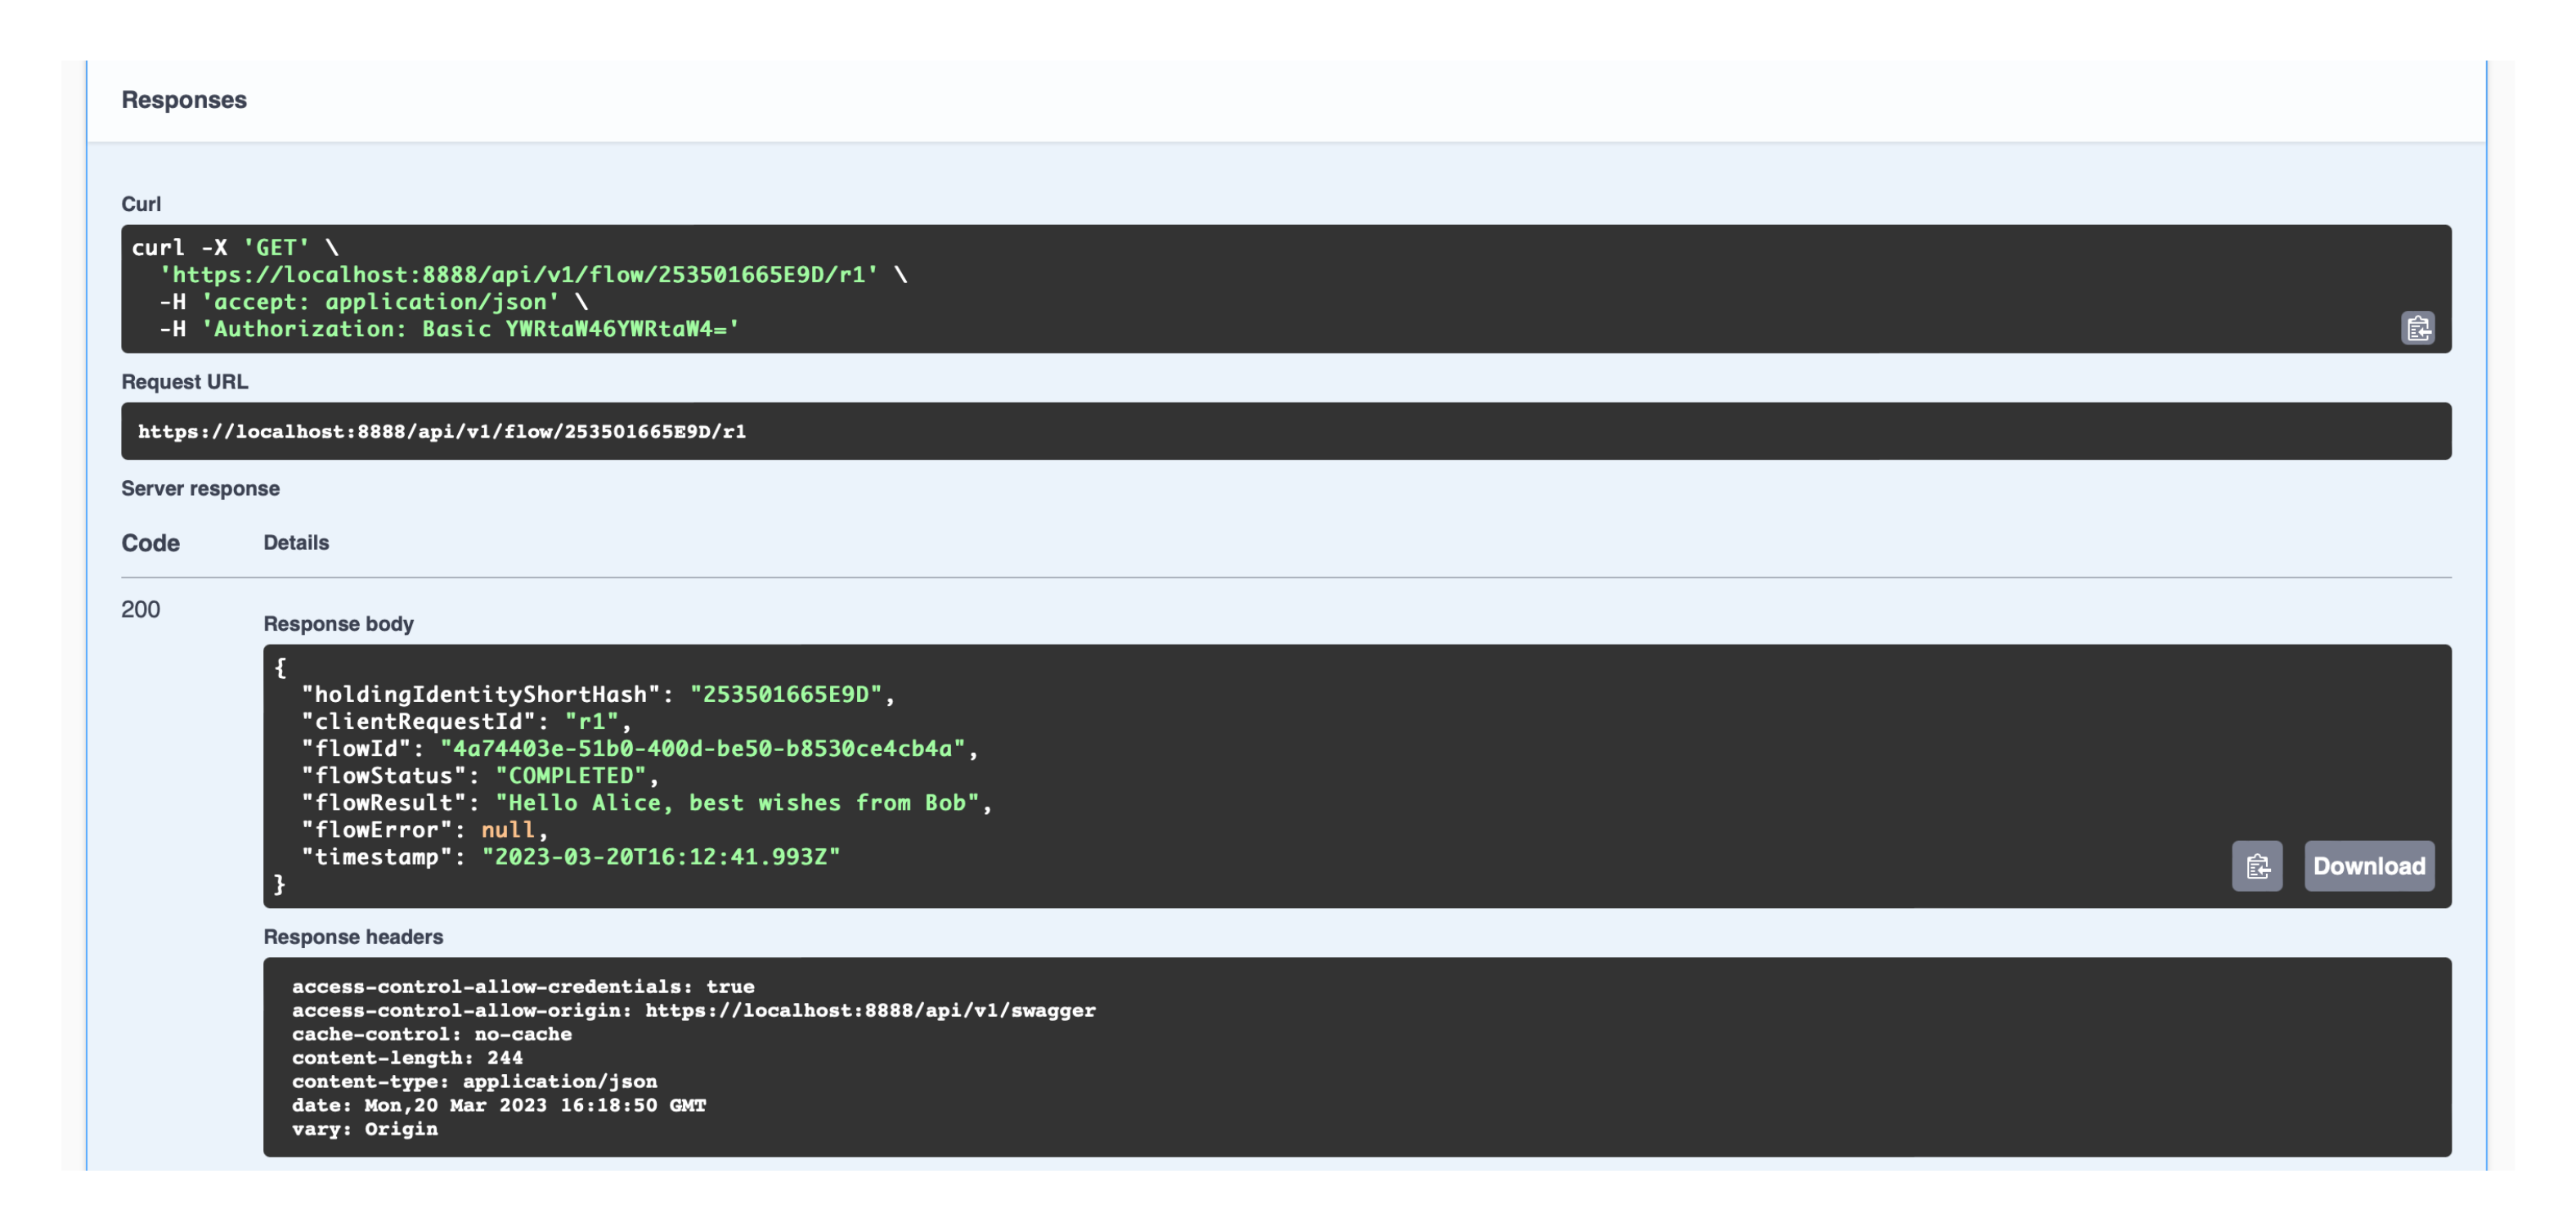 Responses
Curl
curl -X 'GET' \
  'https://localhost:8888/api/v1/flow/253501665E9D/r1' \
  -H 'accept: application/json' \
  -H 'Authorization: Basic YWRtaW46YWRtaW4='
Request URL
https://localhost:8888/api/v1/flow/253501665E9D/r1
Server response
Code Details
200
Response body
{
  "holdingIdentityShortHash": "253501665E9D",
  "clientRequestId": "r1",
  "flowId": "4a74403e-51b0-400d-be50-b8530ce4cb4a",
  "flowStatus": "COMPLETED",
  "flowResult": "Hello Alice, best wishes from Bob",
  "flowError": null,
  "timestamp": "2023-03-20T16:12:41.993Z"
}
Download
Response headers
access-control-allow-credentials: true
access-control-allow-origin: https://localhost:8888/api/v1/swagger
cache-control: no-cache
content-length: 244
content-type: application/json
date: Mon,20 Mar 2023 16:18:50 GMT
vary: Origin